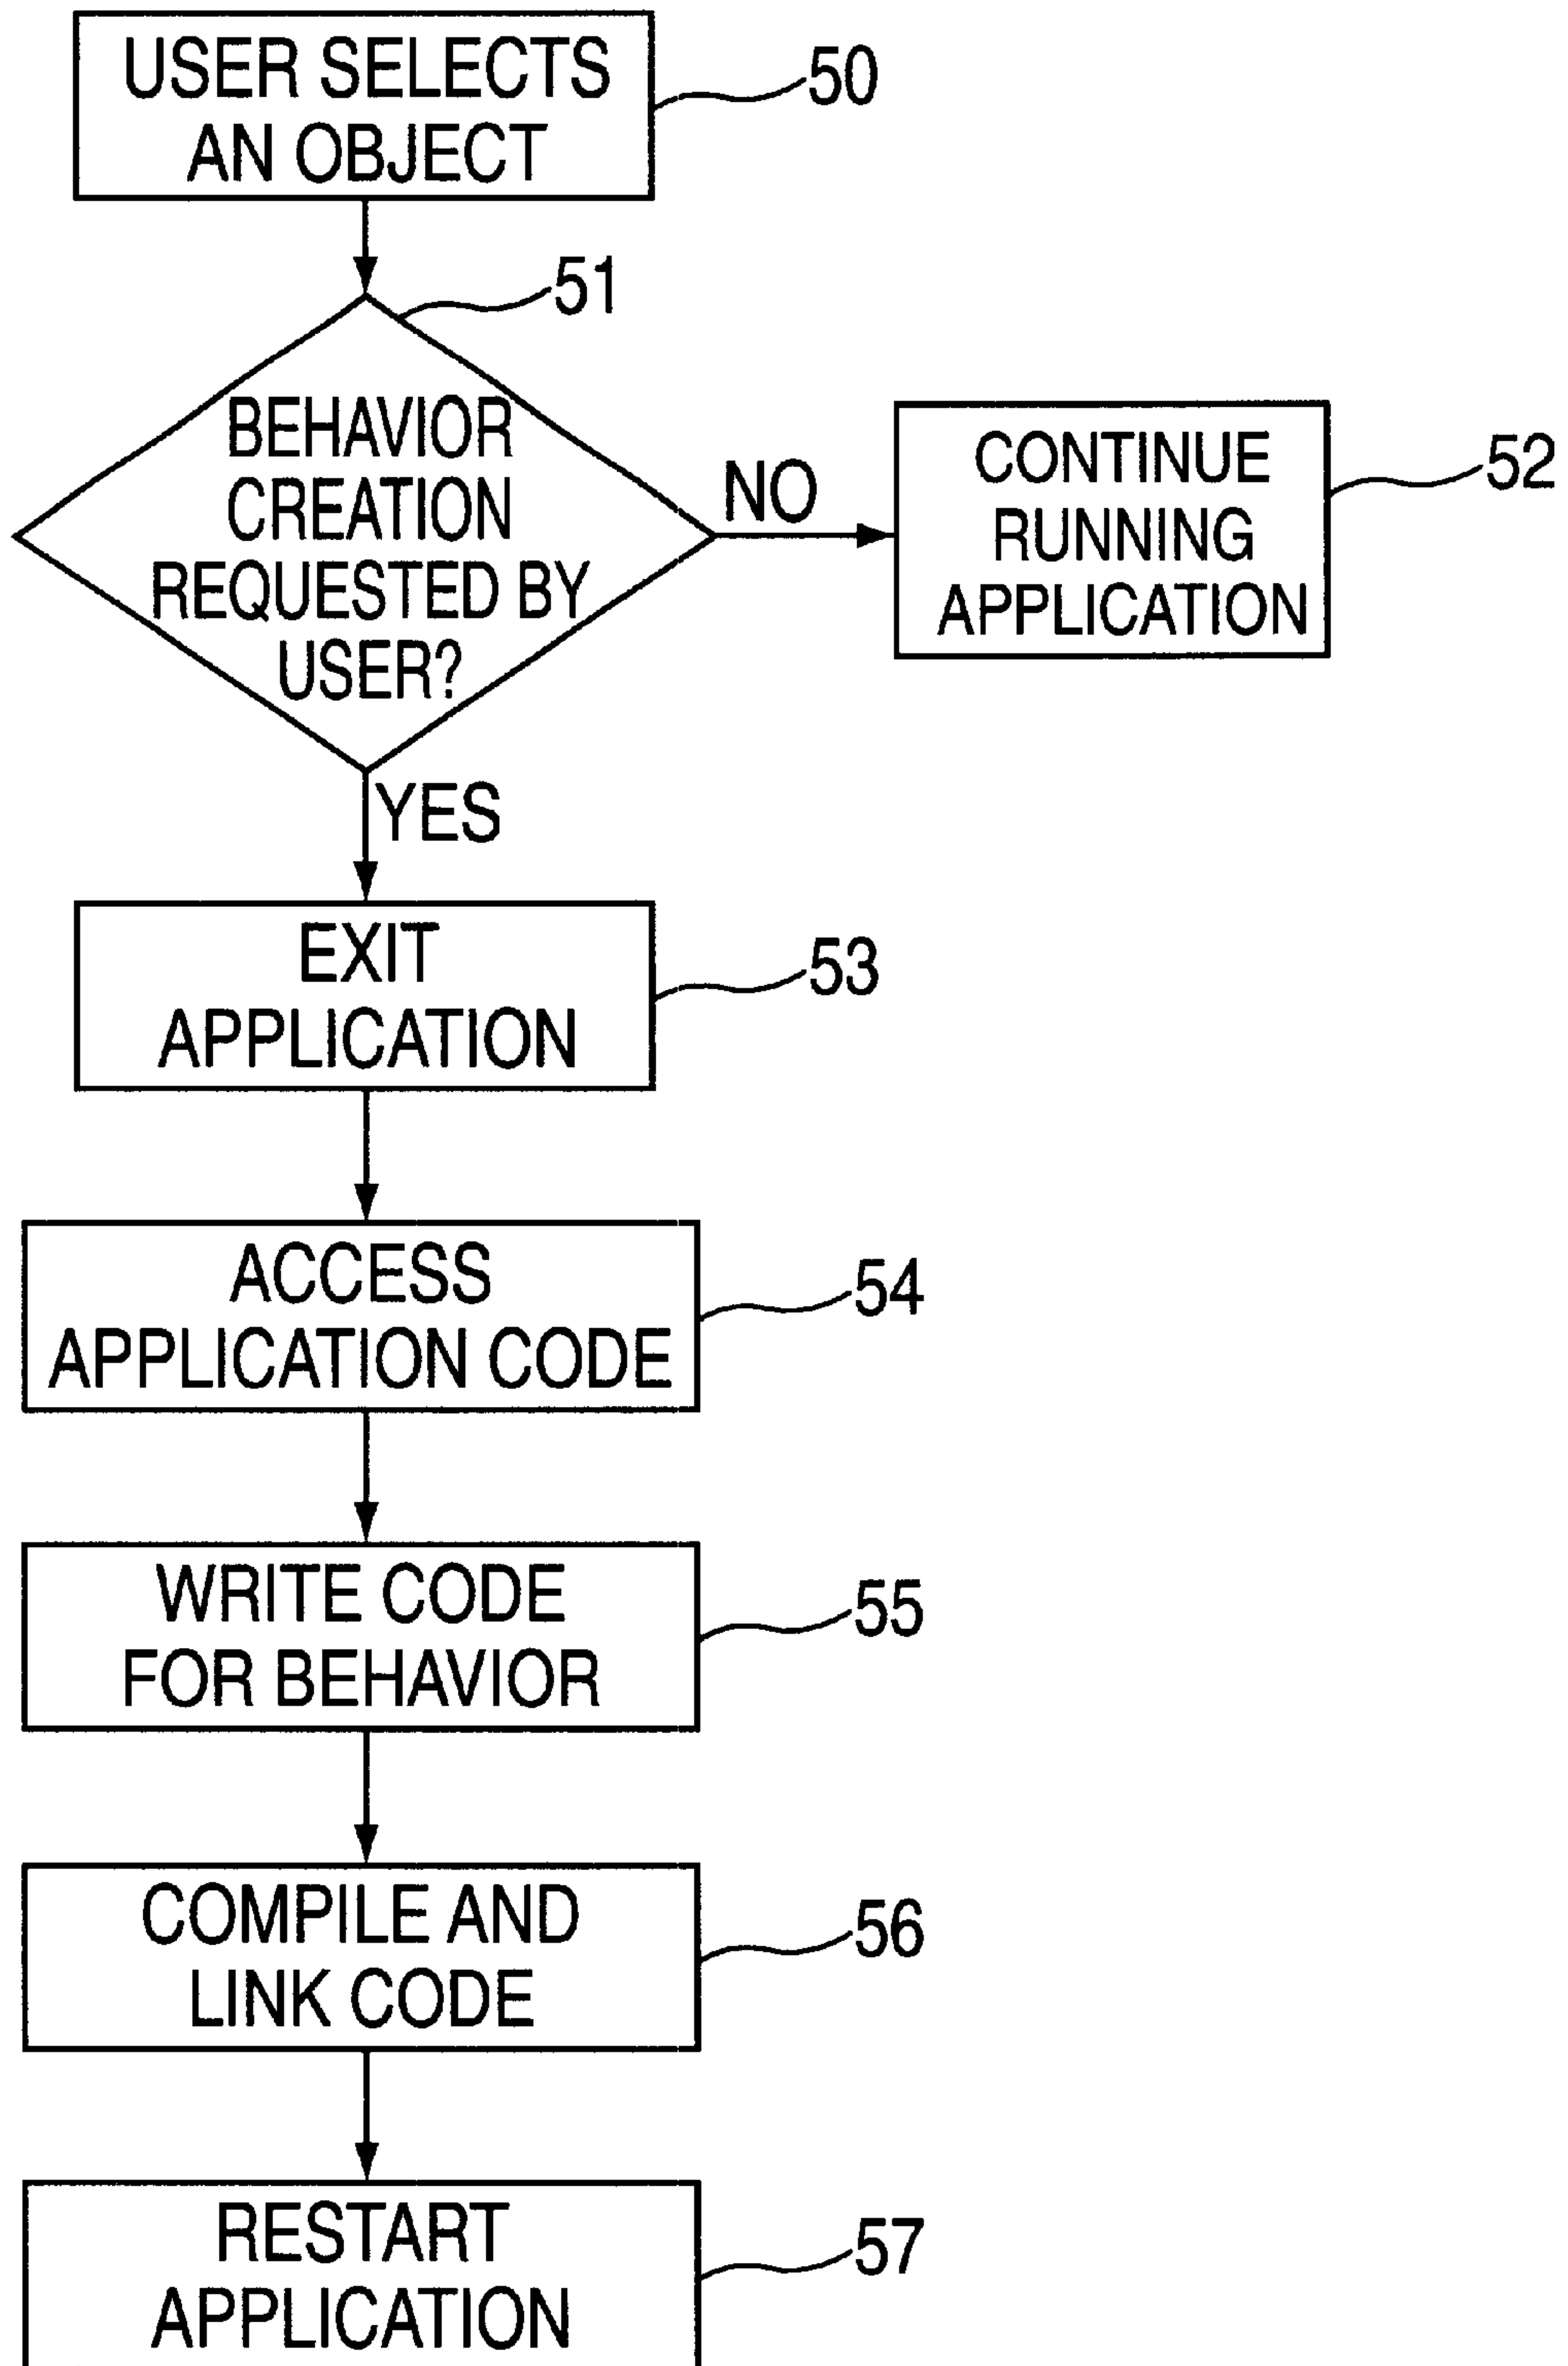 USER SELECTS
AN OBJECT
50
51
BEHAVIOR
CREATION
REQUESTED BY
USER?
NO
CONTINUE
RUNNING
APPLICATION
52
YES
EXIT
APPLICATION
53
ACCESS
APPLICATION CODE
54
WRITE CODE
FOR BEHAVIOR
55
COMPILE AND
LINK CODE
56
RESTART
APPLICATION
57